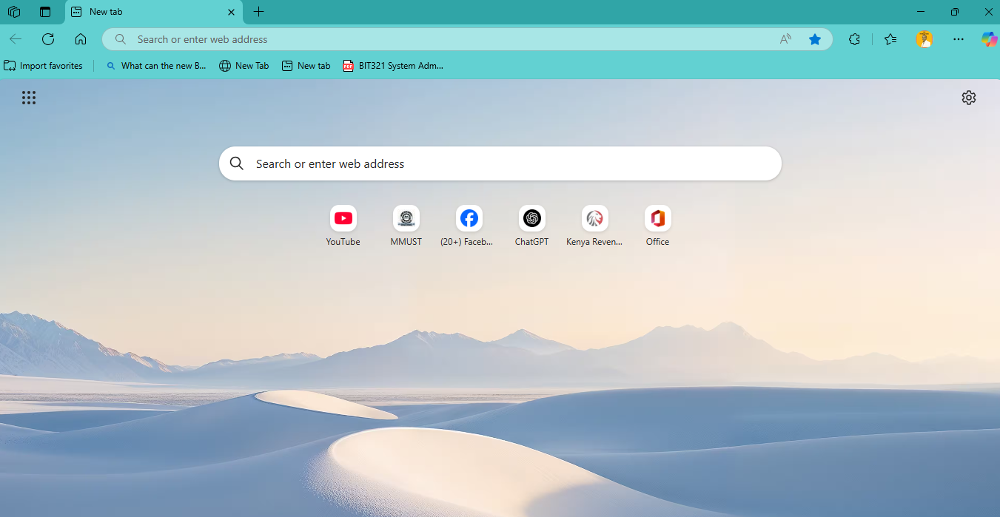 New tab
Search or enter web address
Import favorites
What can the new B...
New Tab
New tab
PDF
BIT321 System Adm...
Search or enter web address
YouTube
MMUST
(20+) Faceb...
ChatGPT
Kenya Reven...
Office